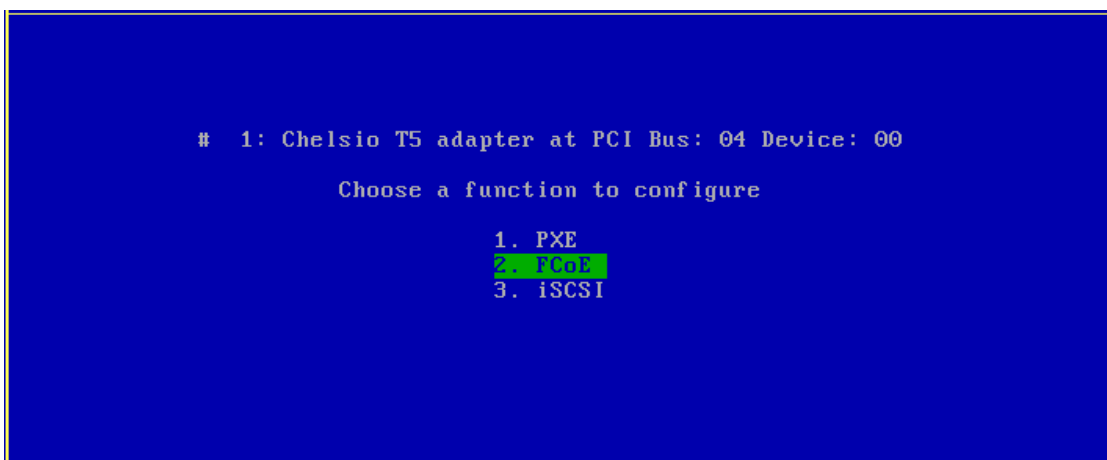 #  1: Chelsio T5 adapter at PCI Bus: 04 Device: 00
Choose a function to configure
1. PXE
2. FCoE
3. iSCSI